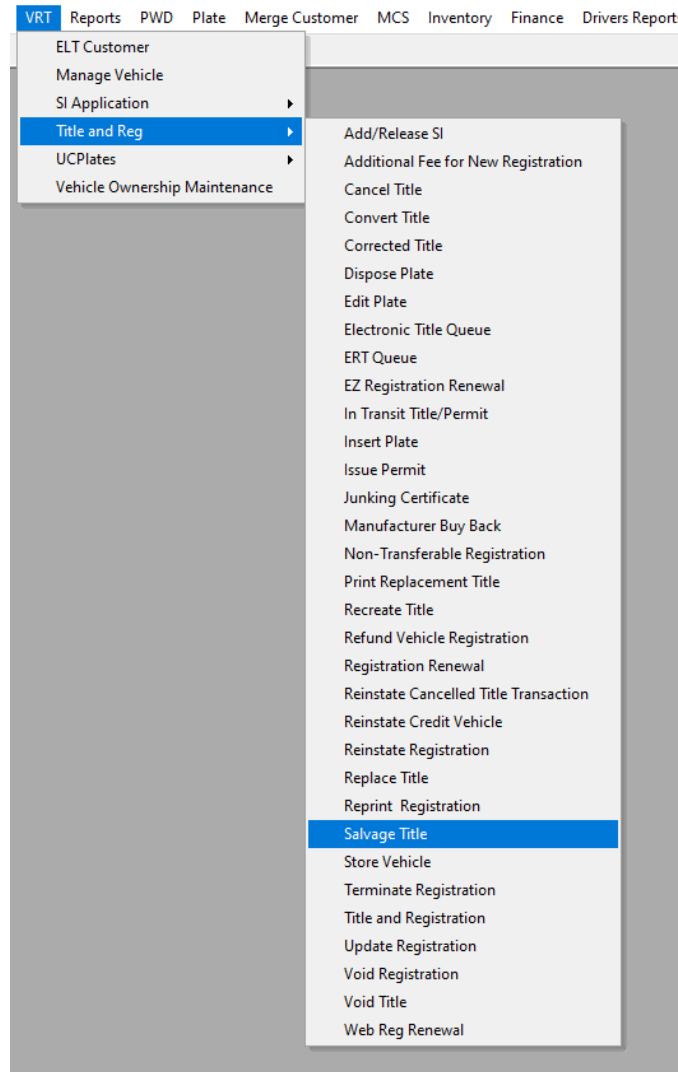 VRT Reports PWD Plate Merge Customer MCS Inventory Finance Drivers Report
ELT Customer
Manage Vehicle
SI Application
Title and Reg
UCPlates
Vehicle Ownership Maintenance
Add/Release SI
Additional Fee for New Registration
Cancel Title
Convert Title
Corrected Title
Dispose Plate
Edit Plate
Electronic Title Queue
ERT Queue
EZ Registration Renewal
In Transit Title/Permit
Insert Plate
Issue Permit
Junking Certificate
Manufacturer Buy Back
Non-Transferable Registration
Print Replacement Title
Recreate Title
Refund Vehicle Registration
Registration Renewal
Reinstate Cancelled Title Transaction
Reinstate Credit Vehicle
Reinstate Registration
Replace Title
Reprint  Registration
Salvage Title
Store Vehicle
Terminate Registration
Title and Registration
Update Registration
Void Registration
Void Title
Web Reg Renewal